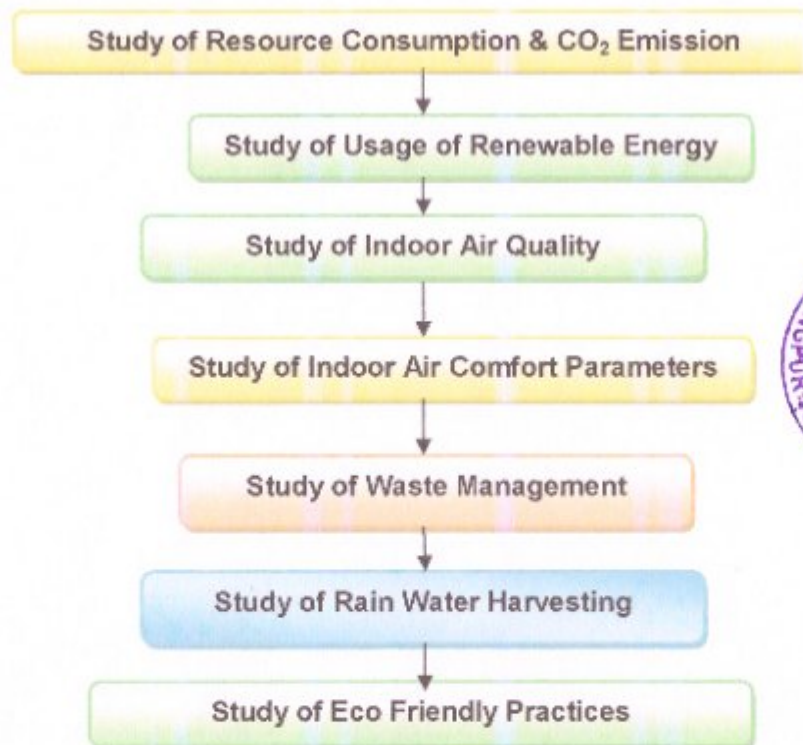 Study of Resource Consumption & CO₂ Emission
Study of Usage of Renewable Energy
Study of Indoor Air Quality
Study of Indoor Air Comfort Parameters
Study of Waste Management
Study of Rain Water Harvesting
Study of Eco Friendly Practices